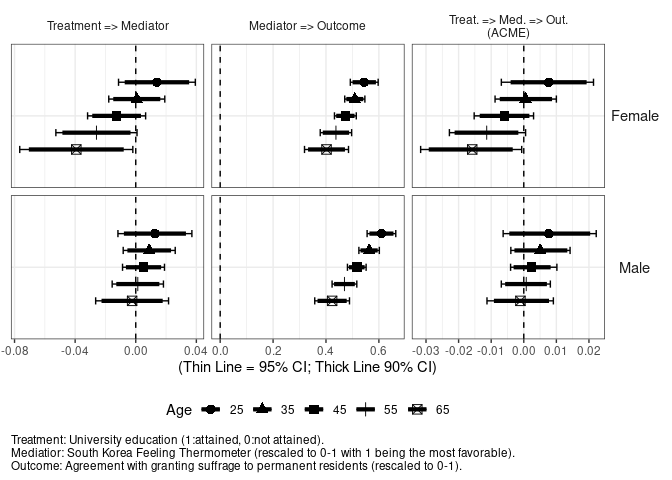 Treatment => Mediator
Mediator => Outcome
Treat. => Med. => Out.
(ACME)
Female
Male
-0.08 -0.04 0.00 0.04 0.0 0.2 0.4 0.6 -0.03 -0.02 -0.01 0.00 0.01 0.02
(Thin Line = 95% CI; Thick Line 90% CI)
Age 25 35 45 55 65
Treatment: University education (1:attained, 0:not attained).
Mediatior: South Korea Feeling Thermometer (rescaled to 0-1 with 1 being the most favorable).
Outcome: Agreement with granting suffrage to permanent residents (rescaled to 0-1).